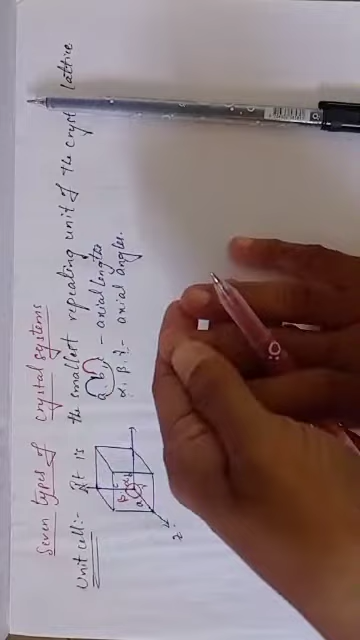 Seven types of crystal systems
Unit cell:- It is the smallest repeating unit of the crystal lattice
a, b, c - axial lengths
α, β, γ - axial angles.